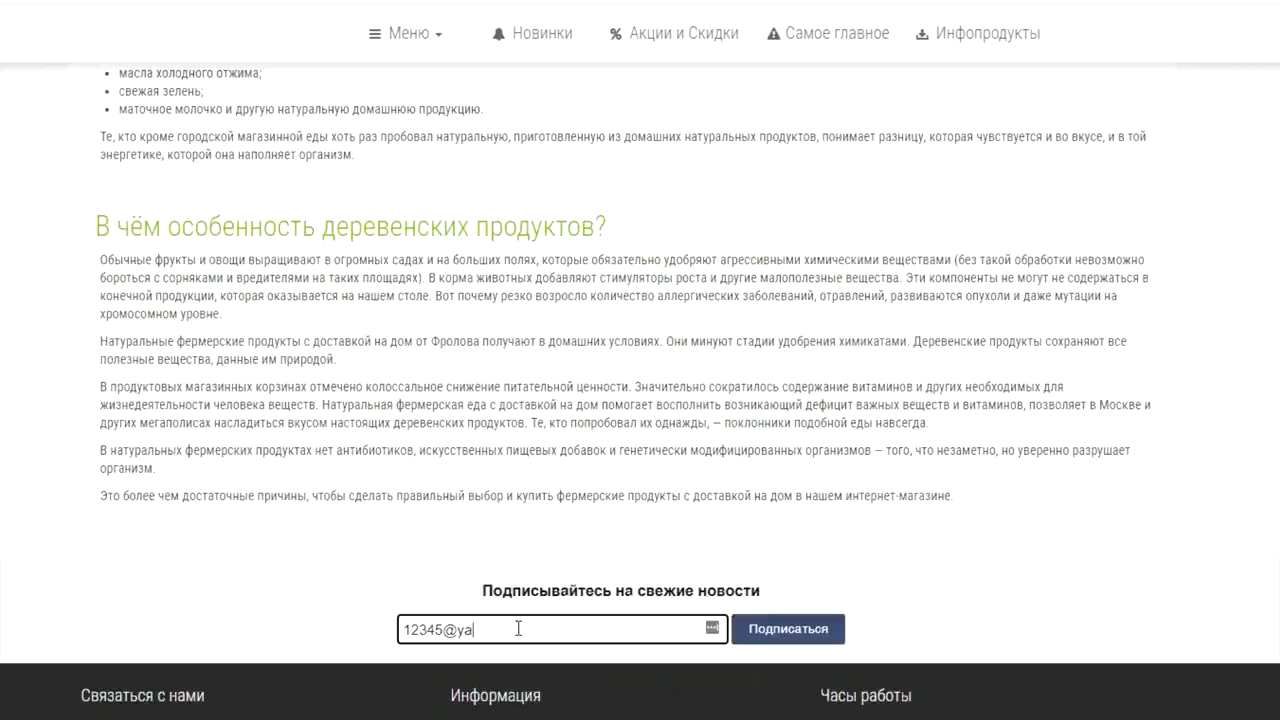 Меню
Новинки
Акции и Скидки
Самое главное
Инфопродукты
масла холодного отжима;
свежая зелень;
маточное молочко и другую натуральную домашнюю продукцию.
Те, кто кроме городской магазинной еды хоть раз пробовал натуральную, приготовленную из домашних натуральных продуктов, понимает разницу, которая чувствуется и во вкусе, и в той
энергетике, которой она наполняет организм.
В чём особенность деревенских продуктов?
Обычные фрукты и овощи выращивают в огромных садах и на больших полях, которые обязательно удобряют агрессивными химическими веществами (без такой обработки невозможно
бороться с сорняками и вредителями на таких площадях). В корма животных добавляют стимуляторы роста и другие малополезные вещества. Эти компоненты не могут не содержаться в
конечной продукции, которая оказывается на нашем столе. Вот почему резко возросло количество аллергических заболеваний, отравлений, развиваются опухоли и даже мутации на
хромосомном уровне.
Натуральные фермерские продукты с доставкой на дом от Фролова получают в домашних условиях. Они минуют стадии удобрения химикатами. Деревенские продукты сохраняют все
полезные вещества, данные им природой.
В продуктовых магазинных корзинах отмечено колоссальное снижение питательной ценности. Значительно сократилось содержание витаминов и других необходимых для
жизнедеятельности человека веществ. Натуральная фермерская еда с доставкой на дом помогает восполнить возникающий дефицит важных веществ и витаминов, позволяет в Москве и
других мегаполисах насладиться вкусом настоящих деревенских продуктов. Те, кто попробовал их однажды, — поклонники подобной еды навсегда.
В натуральных фермерских продуктах нет антибиотиков, искусственных пищевых добавок и генетически модифицированных организмов — того, что незаметно, но уверенно разрушает
организм.
Это более чем достаточные причины, чтобы сделать правильный выбор и купить фермерские продукты с доставкой на дом в нашем интернет-магазине.
Подписывайтесь на свежие новости
12345@ya
Подписаться
Связаться с нами
Информация
Часы работы